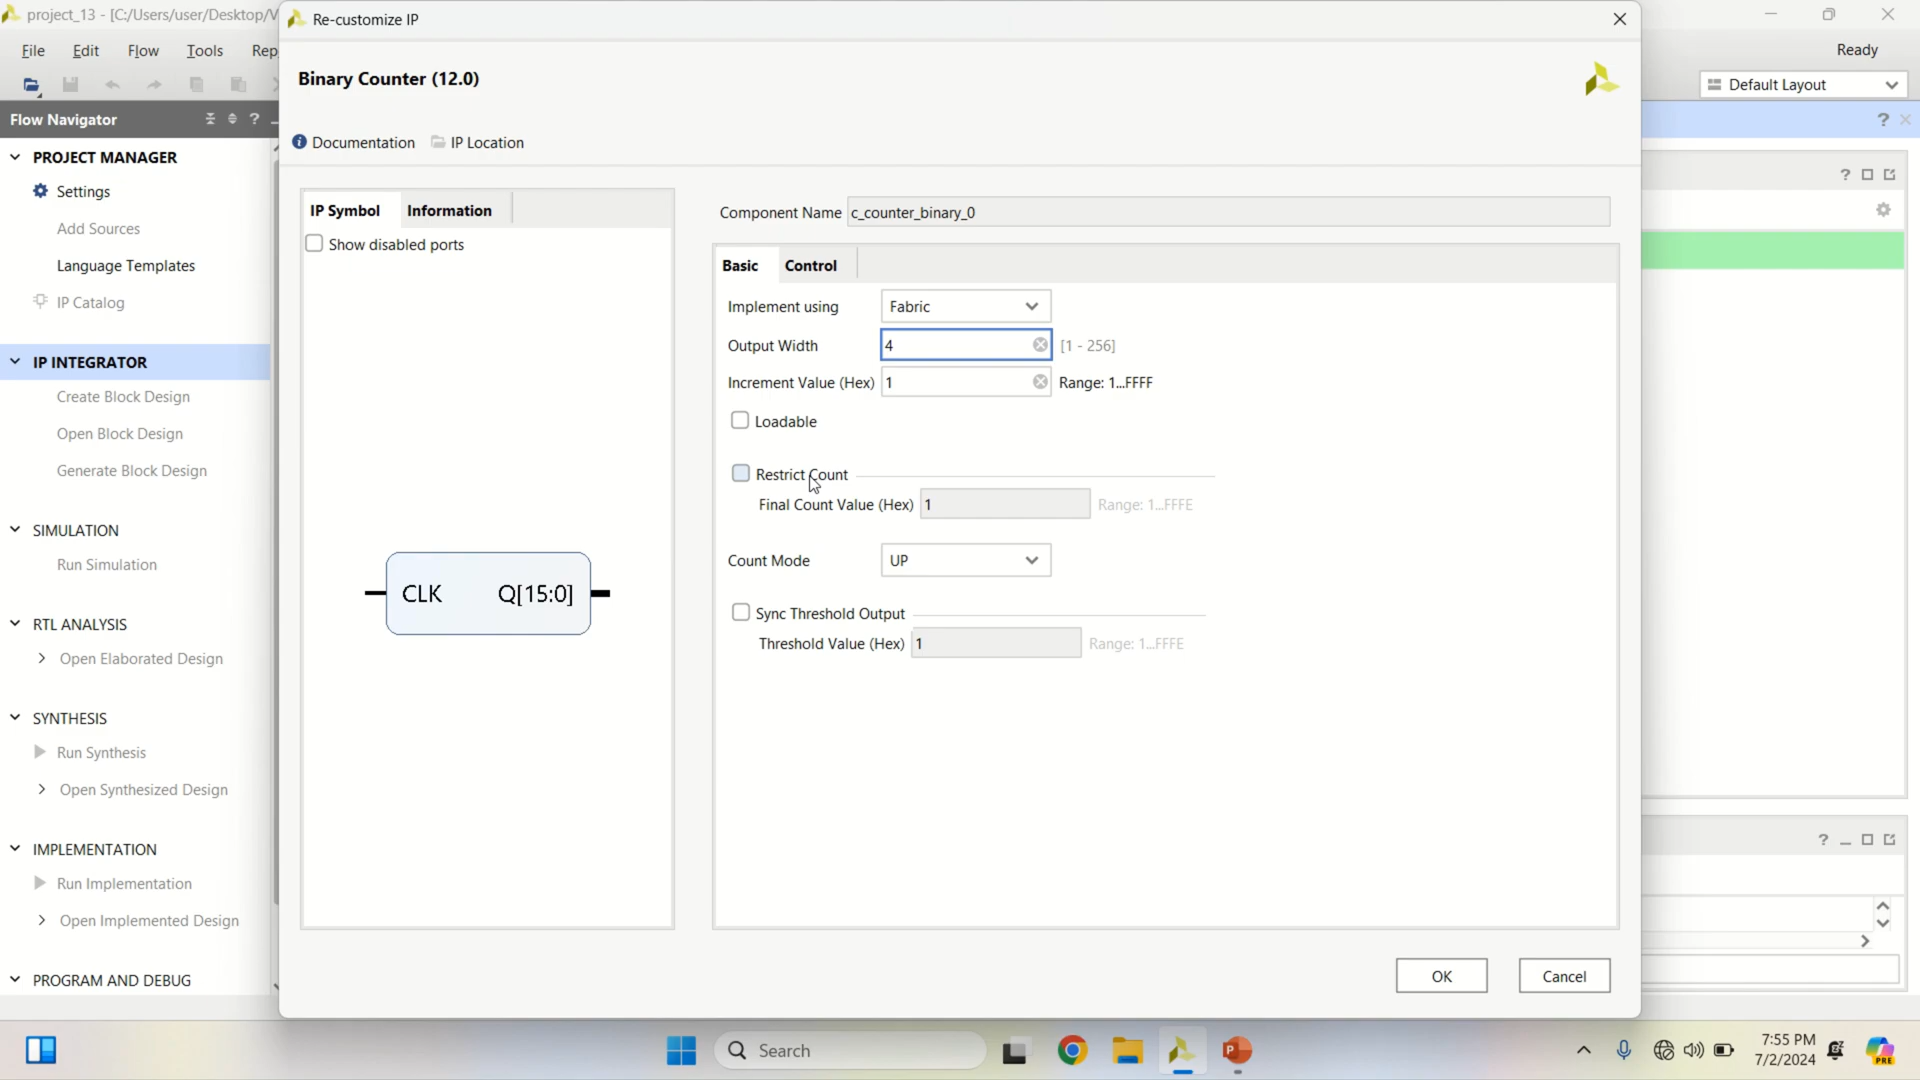 project_13 - [C:/Users/user/Desktop/V
Re-customize IP
File Edit Flow Tools Rep
Ready
Default Layout
Binary Counter (12.0)
Flow Navigator
?
?
Documentation IP Location
PROJECT MANAGER
Settings
Add Sources
Language Templates
IP Catalog
IP INTEGRATOR
Create Block Design
Open Block Design
Generate Block Design
SIMULATION
Run Simulation
RTL ANALYSIS
Open Elaborated Design
SYNTHESIS
Run Synthesis
Open Synthesized Design
IMPLEMENTATION
Run Implementation
Open Implemented Design
PROGRAM AND DEBUG
IP Symbol Information
Show disabled ports
CLK Q[15:0]
Component Name c_counter_binary_0
Basic Control
Implement using Fabric
Output Width 4 [1 - 256]
Increment Value (Hex) 1 Range: 1...FFFF
Loadable
Restrict Count
Final Count Value (Hex) 1 Range: 1...FFFE
Count Mode UP
Sync Threshold Output
Threshold Value (Hex) 1 Range: 1...FFFE
OK Cancel
?
?
Search
P
7:55 PM
7/2/2024
PRE